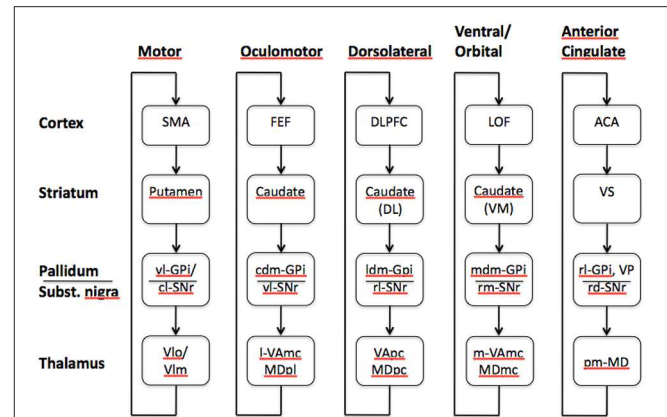 Motor Oculomotor Dorsolateral Ventral/ Orbital Anterior Cingulate
Cortex SMA FEF DLPFC LOF ACA
Striatum Putamen Caudate Caudate (DL) Caudate (VM) VS
Pallidum vl-GPi/ cdm-GPi ldm-Gpi mdm-GPi rl-GPi, VP
Subst. nigra cl-SNr vl-SNr rl-SNr rm-SNr rd-SNr
Thalamus Vlo/ l-VAmc VApc m-VAmc pm-MD
Vlm MDpl MDpc MDmc